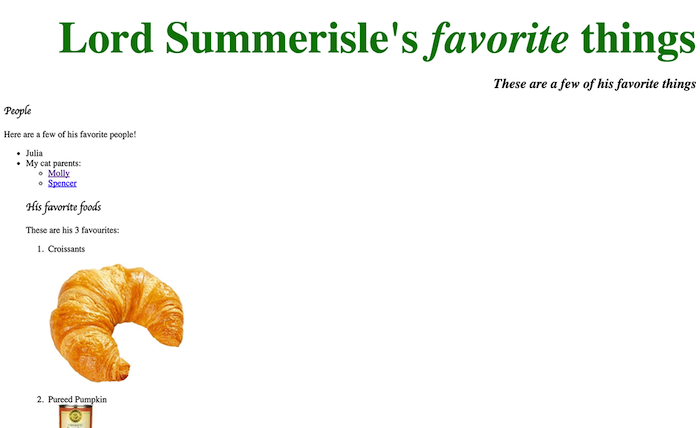 Lord Summerisle's favorite things
These are a few of his favorite things
People
Here are a few of his favorite people!
Julia
My cat parents:
Molly
Spencer
His favorite foods
These are his 3 favourites:
1. Croissants
2. Pureed Pumpkin